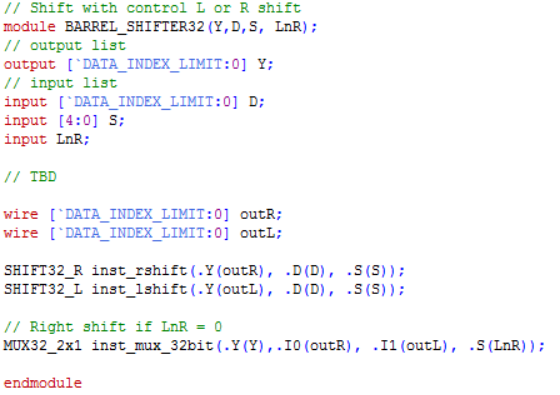 // Shift with control L or R shift
module BARREL_SHIFTER32(Y,D,S, LnR);
// output list
output [`DATA_INDEX_LIMIT:0] Y;
// input list
input [`DATA_INDEX_LIMIT:0] D;
input [4:0] S;
input LnR;
// TBD
wire [`DATA_INDEX_LIMIT:0] outR;
wire [`DATA_INDEX_LIMIT:0] outL;
SHIFT32_R inst_rshift(.Y(outR), .D(D), .S(S));
SHIFT32_L inst_lshift(.Y(outL), .D(D), .S(S));
// Right shift if LnR = 0
MUX32_2x1 inst_mux_32bit(.Y(Y),.I0(outR), .I1(outL), .S(LnR));
endmodule